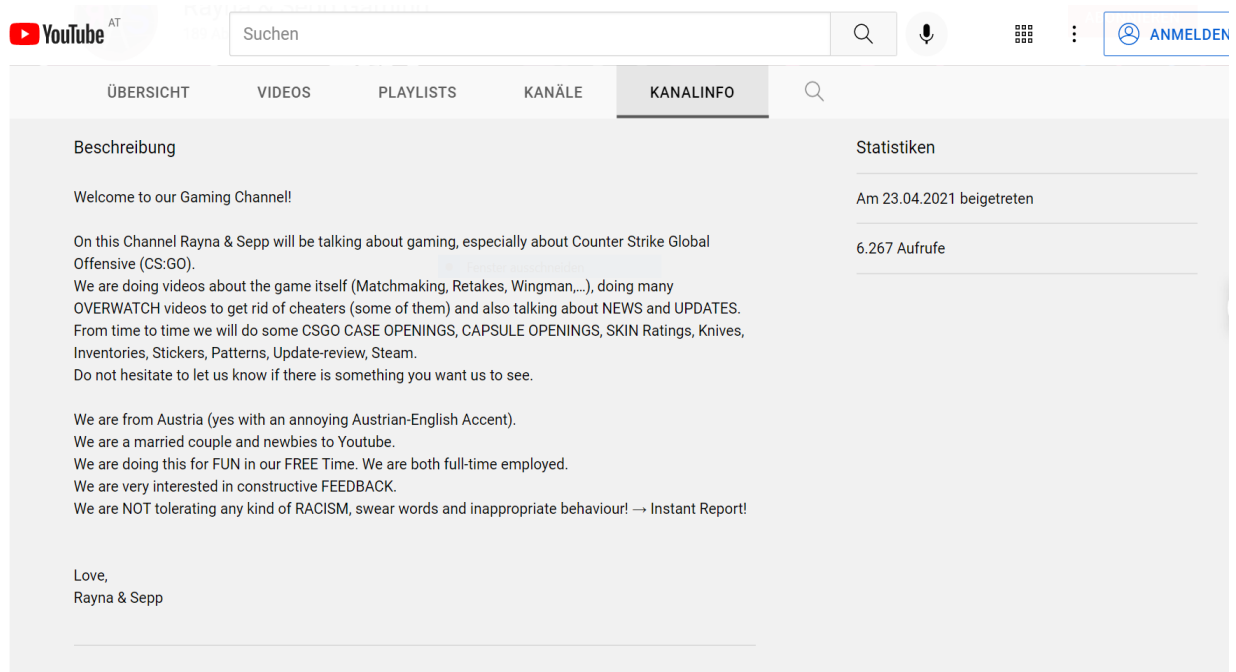 YouTube AT
Suchen
ANMELDEN
ÜBERSICHT VIDEOS PLAYLISTS KANÄLE KANALINFO
Beschreibung
Welcome to our Gaming Channel!
On this Channel Rayna & Sepp will be talking about gaming, especially about Counter Strike Global
Offensive (CS:GO).
We are doing videos about the game itself (Matchmaking, Retakes, Wingman,...), doing many
OVERWATCH videos to get rid of cheaters (some of them) and also talking about NEWS and UPDATES.
From time to time we will do some CSGO CASE OPENINGS, CAPSULE OPENINGS, SKIN Ratings, Knives,
Inventories, Stickers, Patterns, Update-review, Steam.
Do not hesitate to let us know if there is something you want us to see.
We are from Austria (yes with an annoying Austrian-English Accent).
We are a married couple and newbies to Youtube.
We are doing this for FUN in our FREE Time. We are both full-time employed.
We are very interested in constructive FEEDBACK.
We are NOT tolerating any kind of RACISM, swear words and inappropriate behaviour! → Instant Report!
Love,
Rayna & Sepp
Statistiken
Am 23.04.2021 beigetreten
6.267 Aufrufe